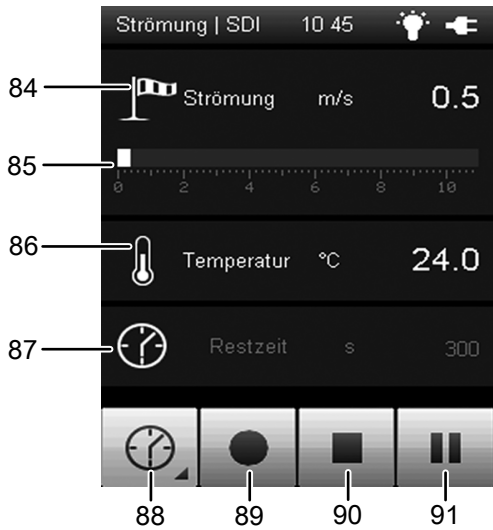 Strömung | SDI 10 45
84
Strömung m/s 0.5
85
0 2 4 6 8 10
86
Temperatur °C 24.0
87
Restzeit s 300
88 89 90 91